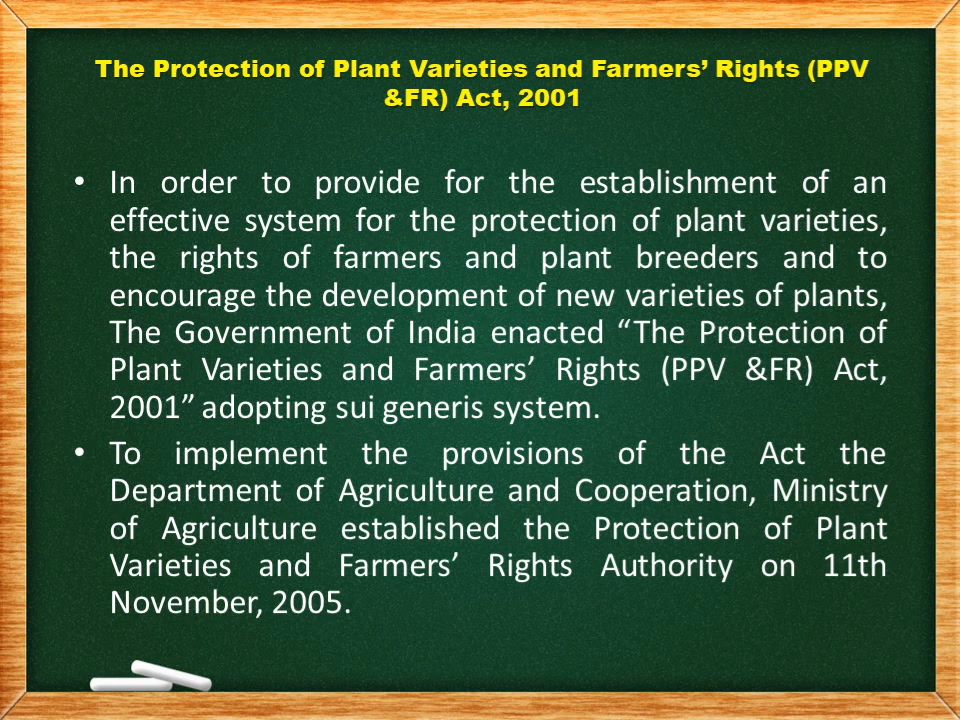 The Protection of Plant Varieties and Farmers’ Rights (PPV
&FR) Act, 2001
• In order to provide for the establishment of an
effective system for the protection of plant varieties,
the rights of farmers and plant breeders and to
encourage the development of new varieties of plants,
The Government of India enacted “The Protection of
Plant Varieties and Farmers’ Rights (PPV &FR) Act,
2001” adopting sui generis system.
• To implement the provisions of the Act the
Department of Agriculture and Cooperation, Ministry
of Agriculture established the Protection of Plant
Varieties and Farmers’ Rights Authority on 11th
November, 2005.